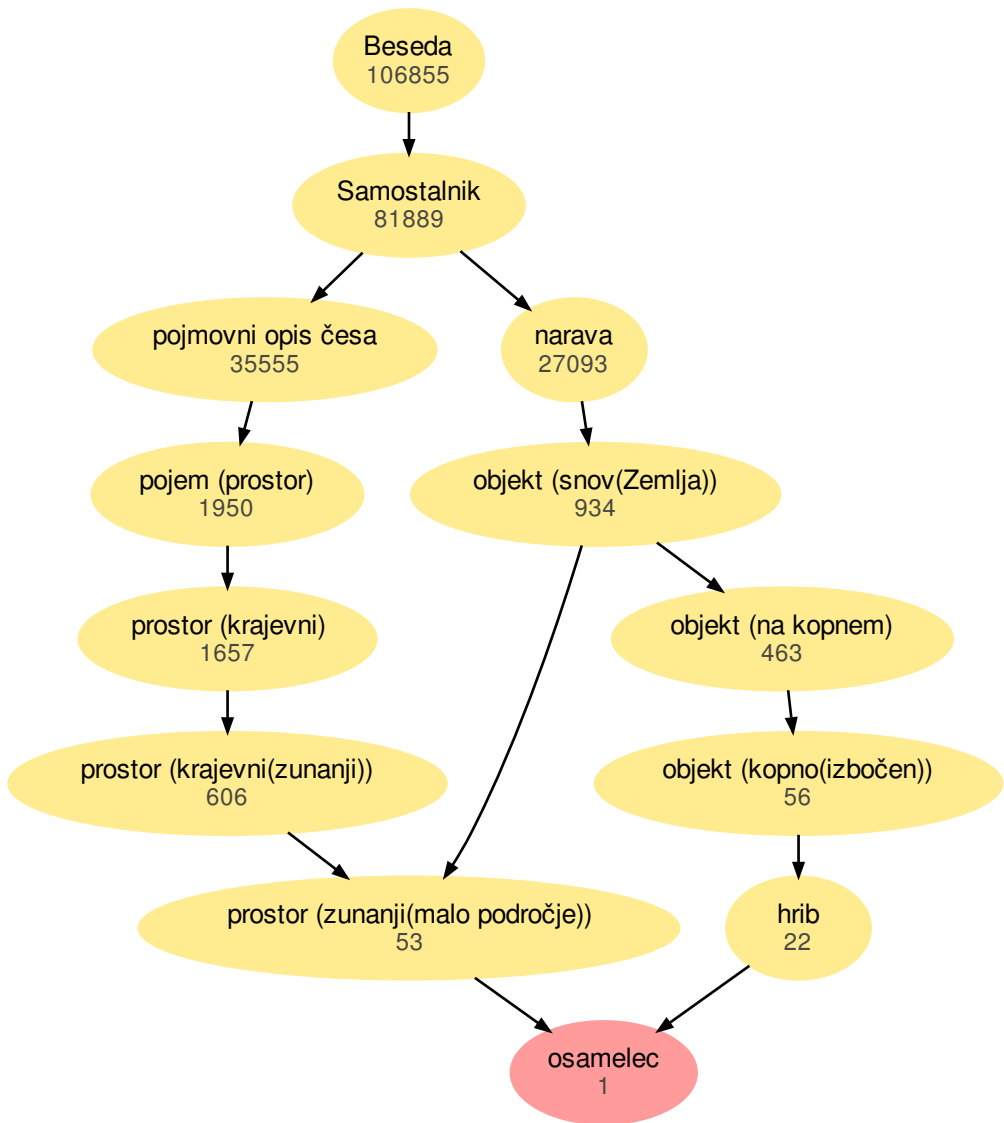 Beseda
106855
Samostalnik
81889
pojmovni opis česa
35555
narava
27093
pojem (prostor)
1950
objekt (snov(Zemlja))
934
prostor (krajevni)
1657
objekt (na kopnem)
463
prostor (krajevni(zunanji))
606
objekt (kopno(izbočen))
56
prostor (zunanji(malo področje))
53
hrib
22
osamelec
1